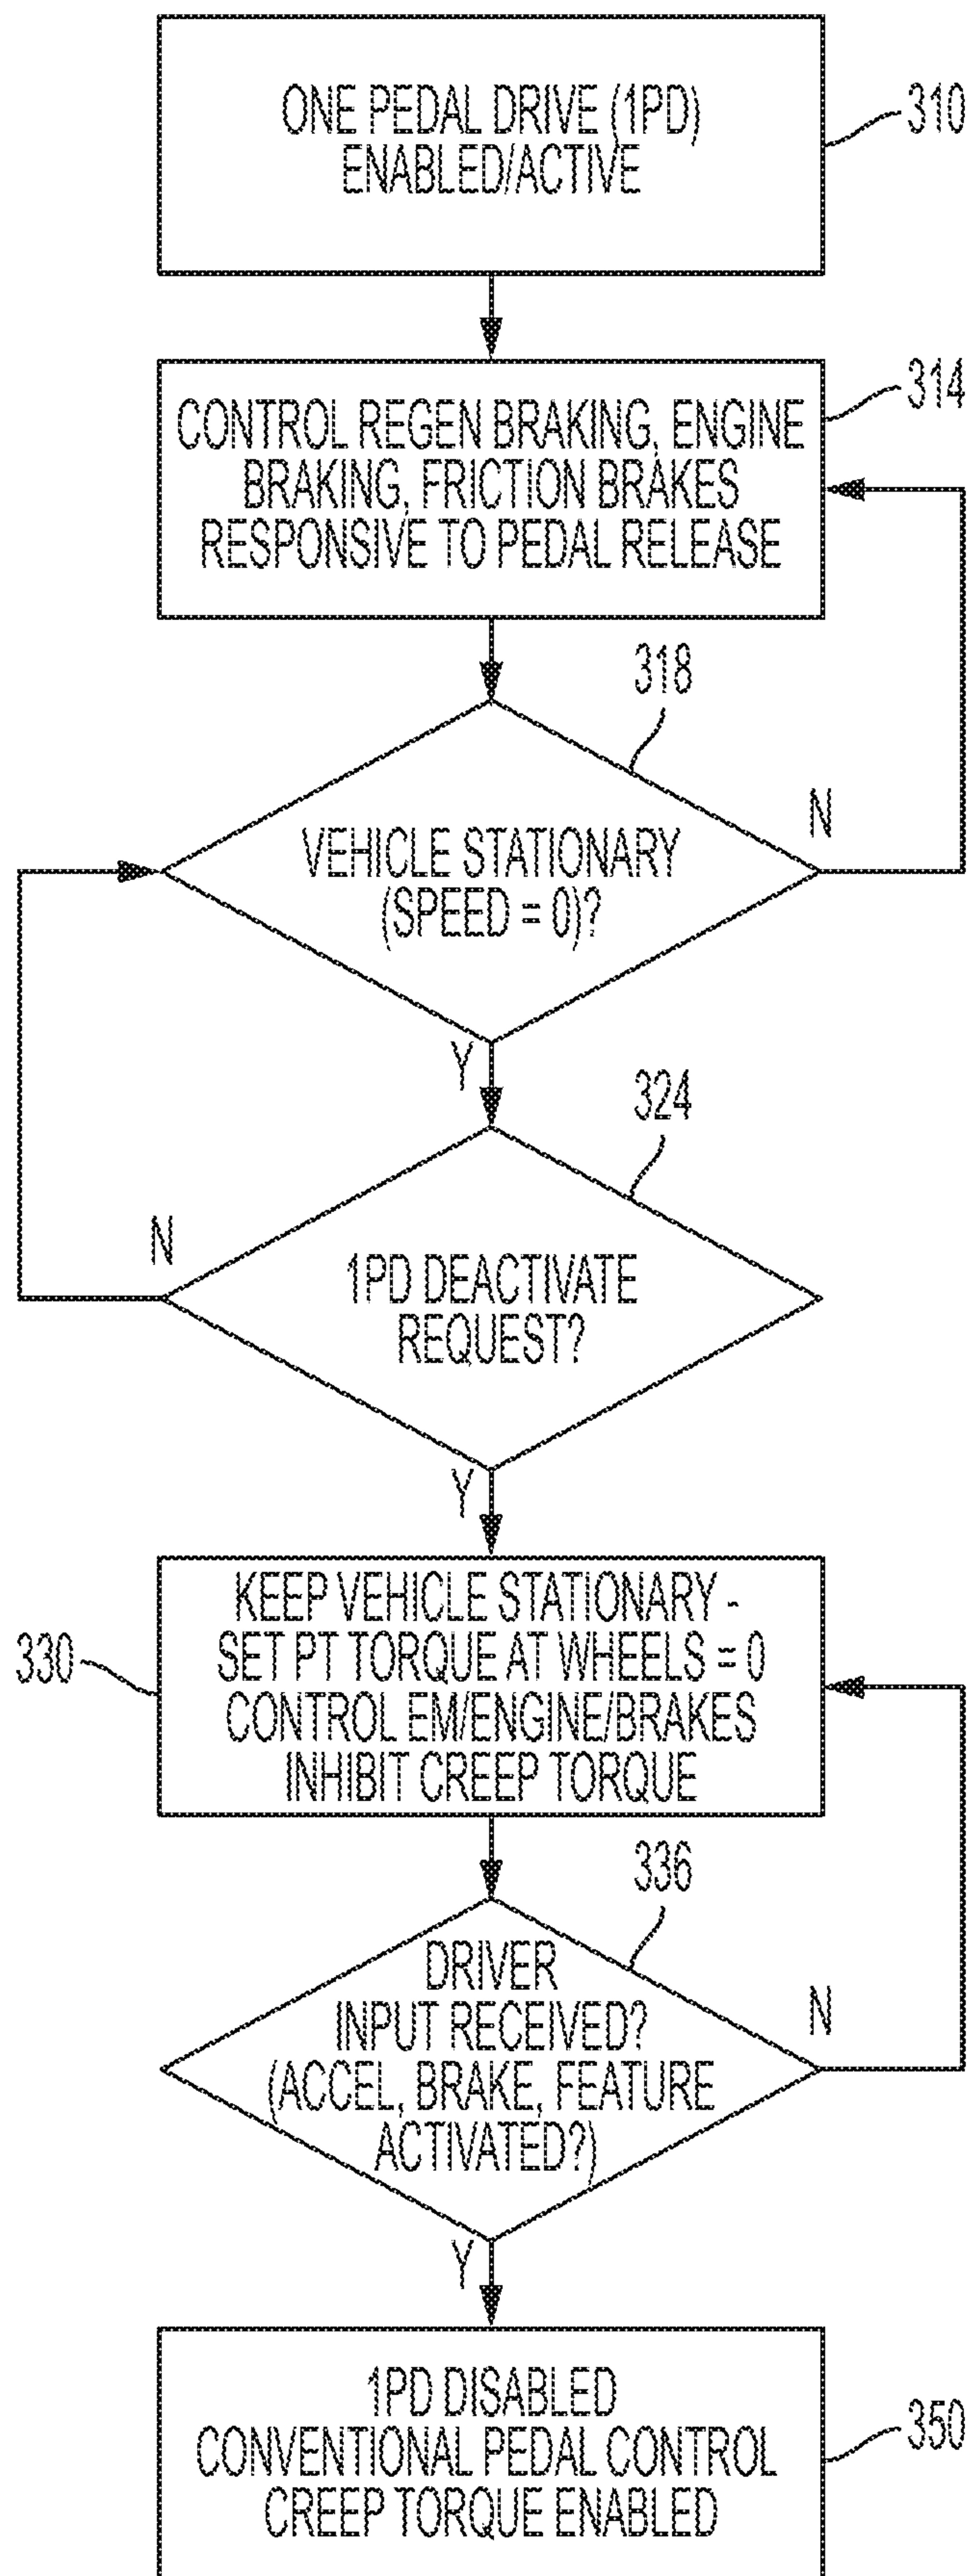 ONE PEDAL DRIVE (1PD)
ENABLED/ACTIVE
310
CONTROL REGEN BRAKING, ENGINE
BRAKING, FRICTION BRAKES
RESPONSIVE TO PEDAL RELEASE
314
318
VEHICLE STATIONARY
(SPEED = 0)?
N
Y
324
1PD DEACTIVATE
REQUEST?
N
Y
KEEP VEHICLE STATIONARY -
SET PT TORQUE AT WHEELS = 0
CONTROL EM/ENGINE/BRAKES
INHIBIT CREEP TORQUE
330
336
DRIVER
INPUT RECEIVED?
(ACCEL, BRAKE, FEATURE
ACTIVATED?)
N
Y
1PD DISABLED
CONVENTIONAL PEDAL CONTROL
CREEP TORQUE ENABLED
350